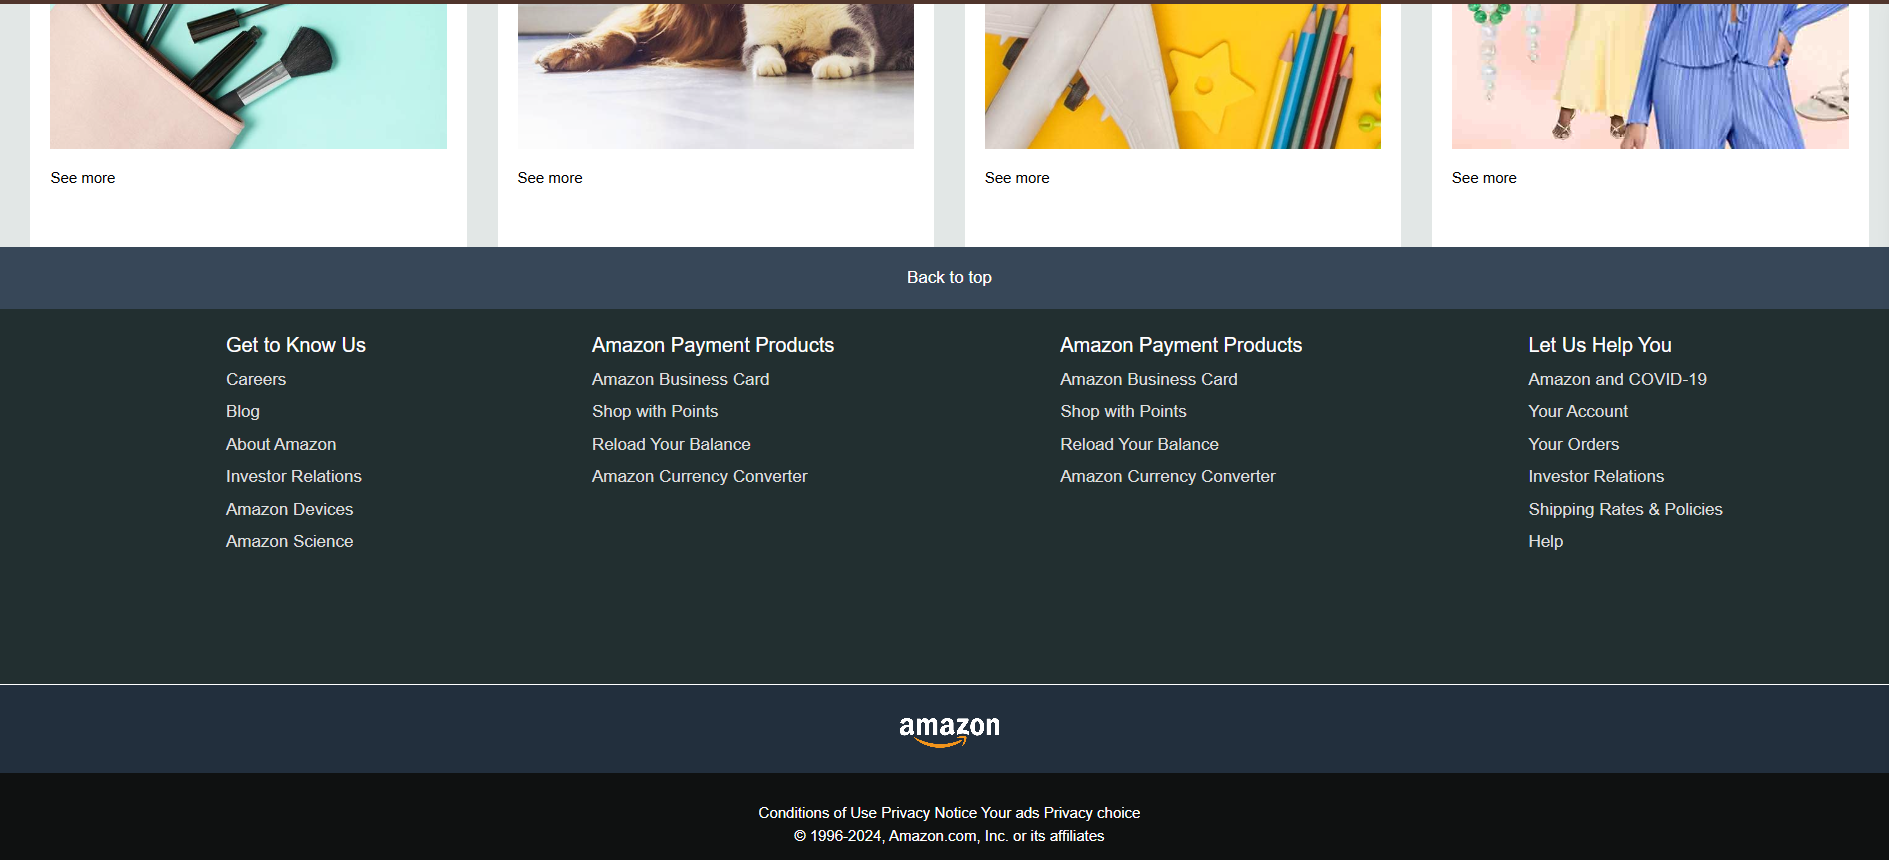 See more
See more
See more
See more
Back to top
Get to Know Us
Careers
Blog
About Amazon
Investor Relations
Amazon Devices
Amazon Science
Amazon Payment Products
Amazon Business Card
Shop with Points
Reload Your Balance
Amazon Currency Converter
Amazon Payment Products
Amazon Business Card
Shop with Points
Reload Your Balance
Amazon Currency Converter
Let Us Help You
Amazon and COVID-19
Your Account
Your Orders
Investor Relations
Shipping Rates & Policies
Help
amazon
Conditions of Use Privacy Notice Your ads Privacy choice
© 1996-2024, Amazon.com, Inc. or its affiliates